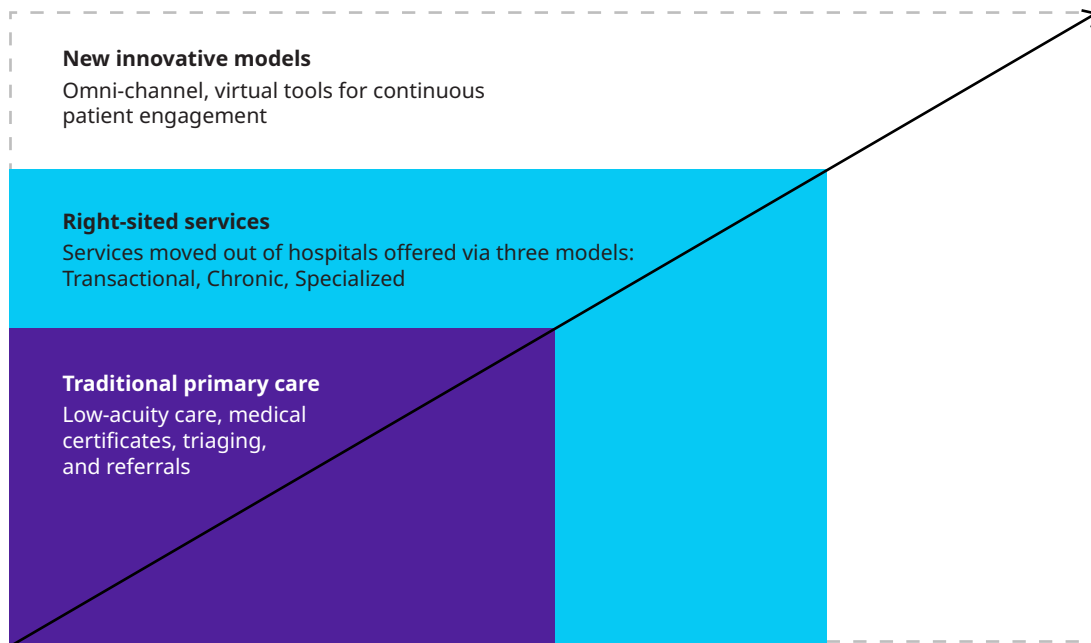 New innovative models
Omni-channel, virtual tools for continuous
patient engagement
Right-sited services
Services moved out of hospitals offered via three models:
Transactional, Chronic, Specialized
Traditional primary care
Low-acuity care, medical
certificates, triaging,
and referrals